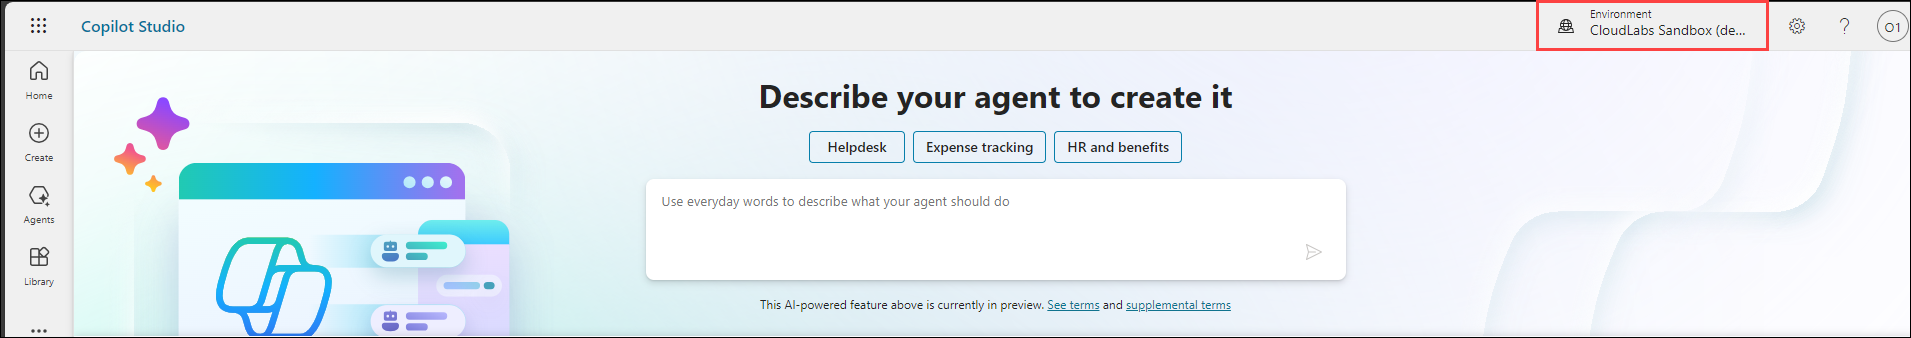 Copilot Studio
Environment
CloudLabs Sandbox (de...
?
O1
Home
Create
Agents
Library
Describe your agent to create it
Helpdesk
Expense tracking
HR and benefits
Use everyday words to describe what your agent should do
This AI-powered feature above is currently in preview. See terms and supplemental terms